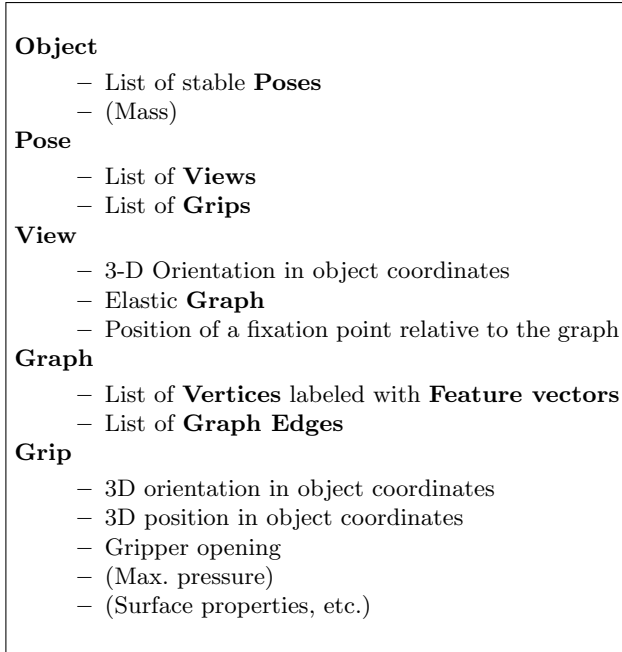 Object
– List of stable Poses
– (Mass)
Pose
– List of Views
– List of Grips
View
– 3-D Orientation in object coordinates
– Elastic Graph
– Position of a fixation point relative to the graph
Graph
– List of Vertices labeled with Feature vectors
– List of Graph Edges
Grip
– 3D orientation in object coordinates
– 3D position in object coordinates
– Gripper opening
– (Max. pressure)
– (Surface properties, etc.)